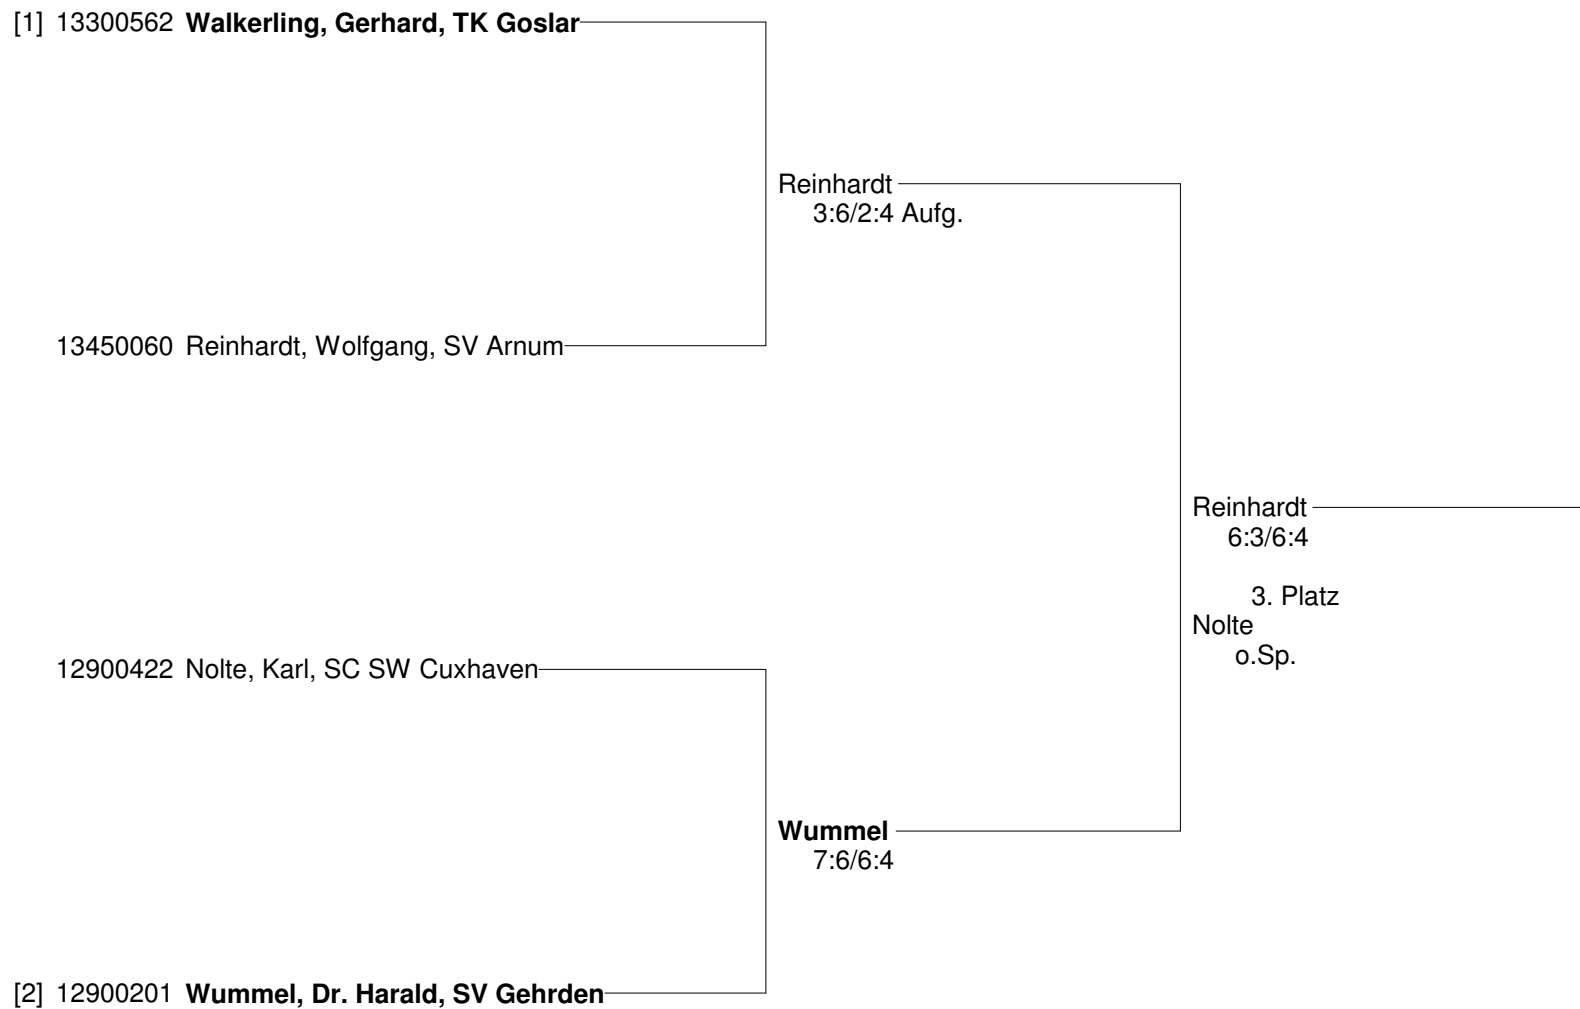 [1] 13300562 Walkerling, Gerhard, TK Goslar
Reinhardt
3:6/2:4 Aufg.
13450060 Reinhardt, Wolfgang, SV Arnum
Reinhardt
6:3/6:4
3. Platz
Nolte
o.Sp.
12900422 Nolte, Karl, SC SW Cuxhaven
Wummel
7:6/6:4
[2] 12900201 Wummel, Dr. Harald, SV Gehrden